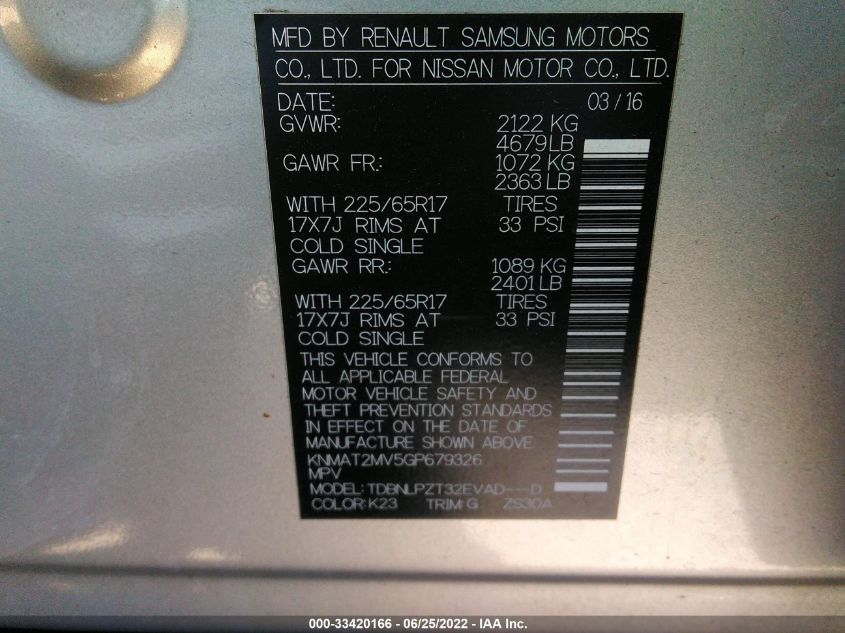 MFD BY RENAULT SAMSUNG MOTORS
CO., LTD. FOR NISSAN MOTOR CO., LTD.
DATE: 03/16
GVWR: 2122 KG
4679 LB
GAWR FR: 1072 KG
2363 LB
WITH 225/65R17 TIRES
17X7J RIMS AT 33 PSI
COLD SINGLE
GAWR RR: 1089 KG
2401 LB
WITH 225/65R17 TIRES
17X7J RIMS AT 33 PSI
COLD SINGLE
THIS VEHICLE CONFORMS TO
ALL APPLICABLE FEDERAL
MOTOR VEHICLE SAFETY AND
THEFT PREVENTION STANDARDS
IN EFFECT ON THE DATE OF
MANUFACTURE SHOWN ABOVE.
KNMAT2MV5GP679326
MPV
MODEL: TDBNLPZT32EVAD---D
COLOR: K23 TRIM: G ZS30A
000-33420166 - 06/25/2022 - IAA Inc.